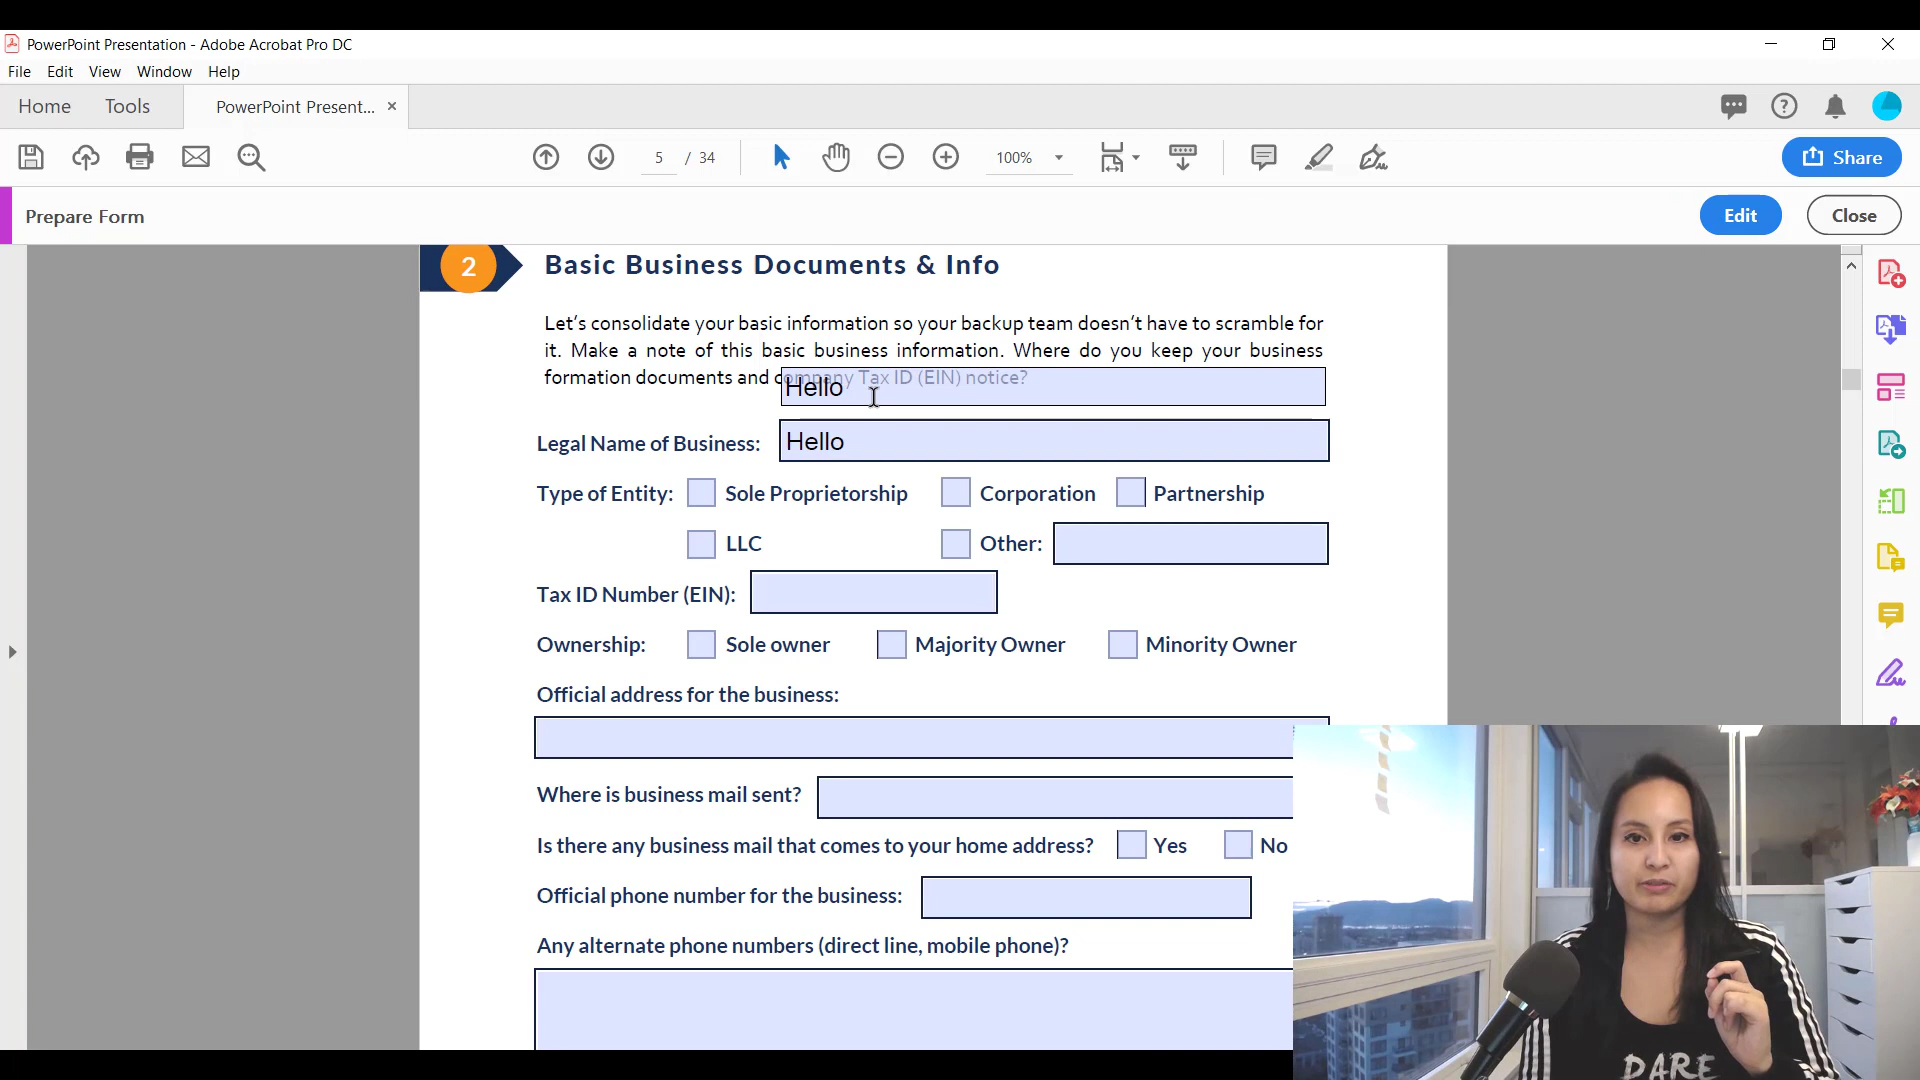 PowerPoint Presentation - Adobe Acrobat Pro DC
File Edit View Window Help
Home Tools PowerPoint Present...
5 / 34 100% Share
Prepare Form Edit Close
2 Basic Business Documents & Info
Let's consolidate your basic information so your backup team doesn't have to scramble for
it. Make a note of this basic business information. Where do you keep your business
formation documents and company Tax ID (EIN) notice?
Hello
Legal Name of Business: Hello
Type of Entity: Sole Proprietorship Corporation Partnership
LLC Other:
Tax ID Number (EIN):
Ownership: Sole owner Majority Owner Minority Owner
Official address for the business:
Where is business mail sent?
Is there any business mail that comes to your home address? Yes No
Official phone number for the business:
Any alternate phone numbers (direct line, mobile phone)?
DARE